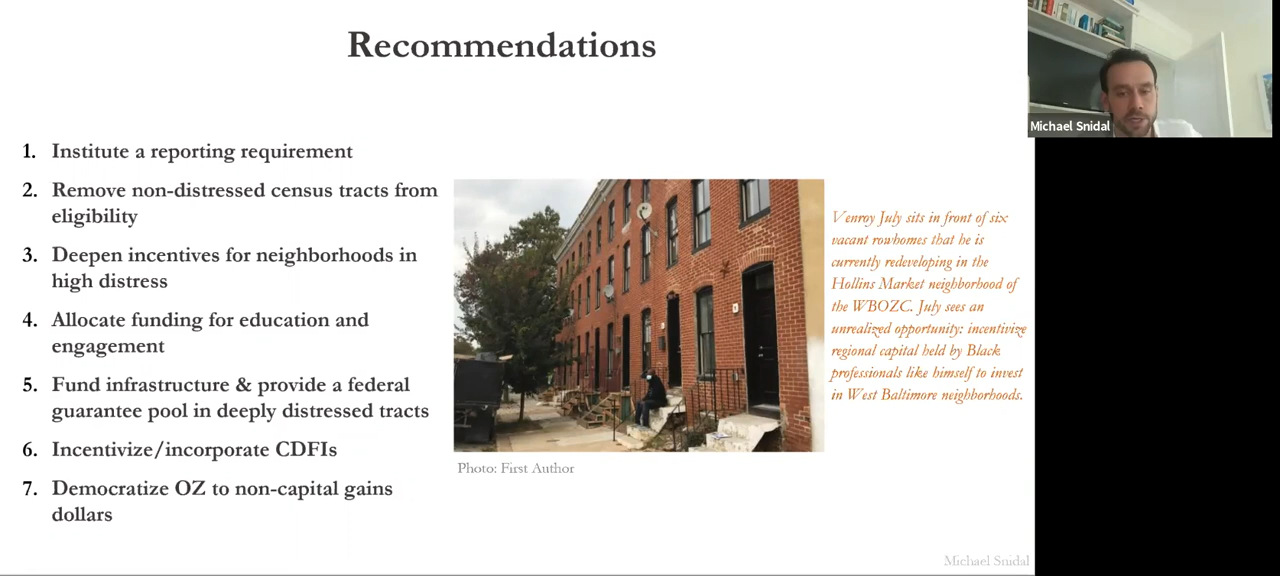 Recommendations
1. Institute a reporting requirement
2. Remove non-distressed census tracts from
eligibility
3. Deepen incentives for neighborhoods in
high distress
4. Allocate funding for education and
engagement
5. Fund infrastructure & provide a federal
guarantee pool in deeply distressed tracts
6. Incentivize/incorporate CDFIs
7. Democratize OZ to non-capital gains
dollars
Venroy July sits in front of six
vacant rowhomes that he is
currently redeveloping in the
Hollins Market neighborhood of
the WBOZC. July sees an
unrealized opportunity: incentivize
regional capital held by Black
professionals like himself to invest
in West Baltimore neighborhoods.
Photo: First Author
Michael Snidal
Michael Snidal